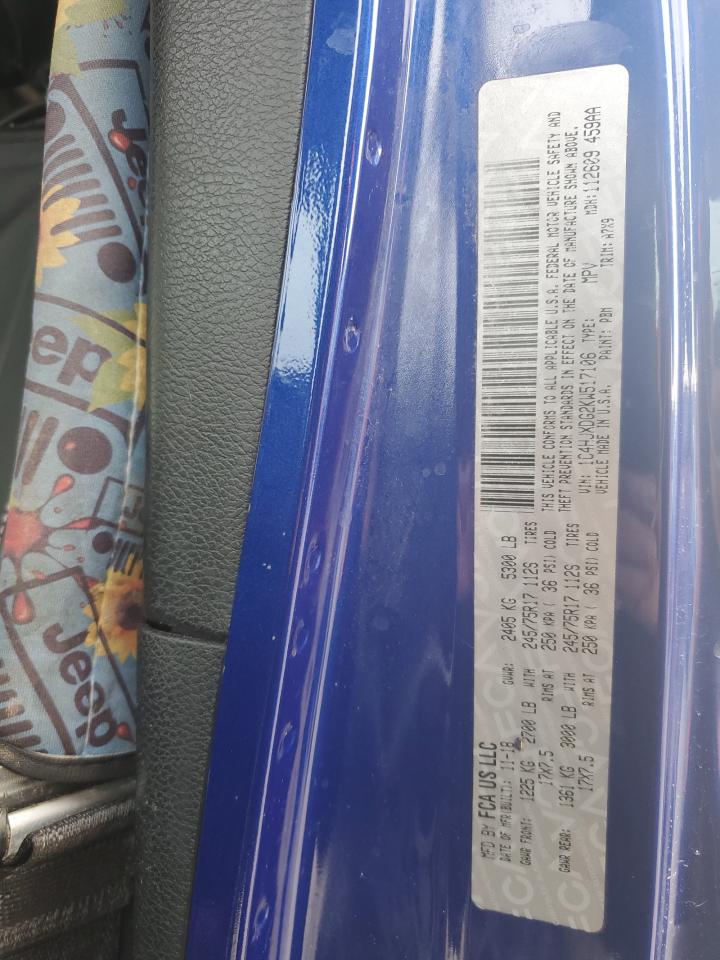 MFD BY FCA US LLC
DATE OF MFR(BUILT): 11-18 GVWR: 2405 KG 5300 LB
GAWR FRONT: 1225 KG 2700 LB WITH 245/75R17 112S TIRES
17X7.5 RIMS AT 250 KPA ( 36 PSI) COLD
GAWR REAR: 1361 KG 3000 LB WITH 245/75R17 112S TIRES
17X7.5 RIMS AT 250 KPA ( 36 PSI) COLD
THIS VEHICLE CONFORMS TO ALL APPLICABLE U.S.A. FEDERAL MOTOR VEHICLE SAFETY AND
THEFT PREVENTION STANDARDS IN EFFECT ON THE DATE OF MANUFACTURE SHOWN ABOVE.
VIN: 1C4HJXDG2KW517106 TYPE: MPV MDH:112609 459AA
VEHICLE MADE IN U.S.A. PAINT: PBM TRIM: A7X9
Jeep
Jeep
Jeep